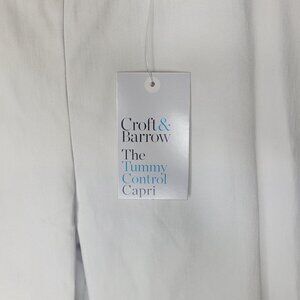 Croft&
Barrow
The
Tummy
Control
Capri